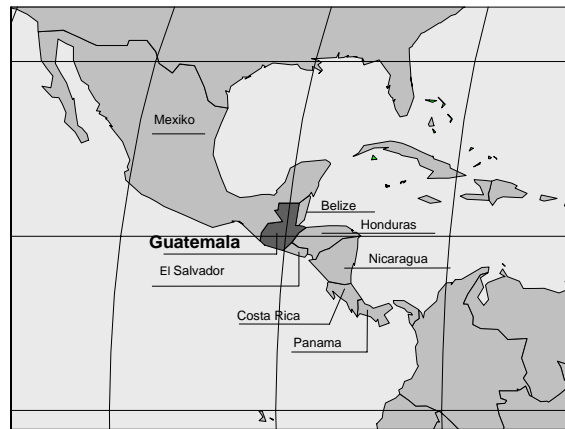 Mexiko
Belize
Honduras
Guatemala
Nicaragua
El Salvador
Costa Rica
Panama